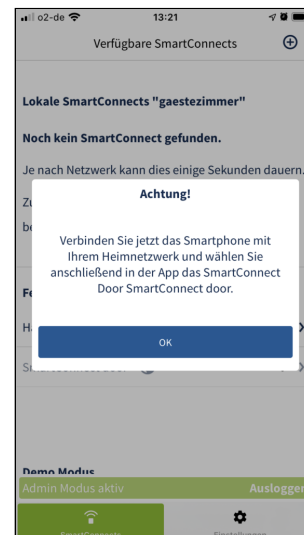 o2-de 13:21
Verfügbare SmartConnects
Lokale SmartConnects "gaestezimmer"
Noch kein SmartConnect gefunden.
Je nach Netzwerk kann dies einige Sekunden dauern.
Achtung!
Verbinden Sie jetzt das Smartphone mit
Ihrem Heimnetzwerk und wählen Sie
anschließend in der App das SmartConnect
Door SmartConnect door.
OK
Demo Modus
Admin Modus aktiv Ausloggen
SmartConnects Einstellungen